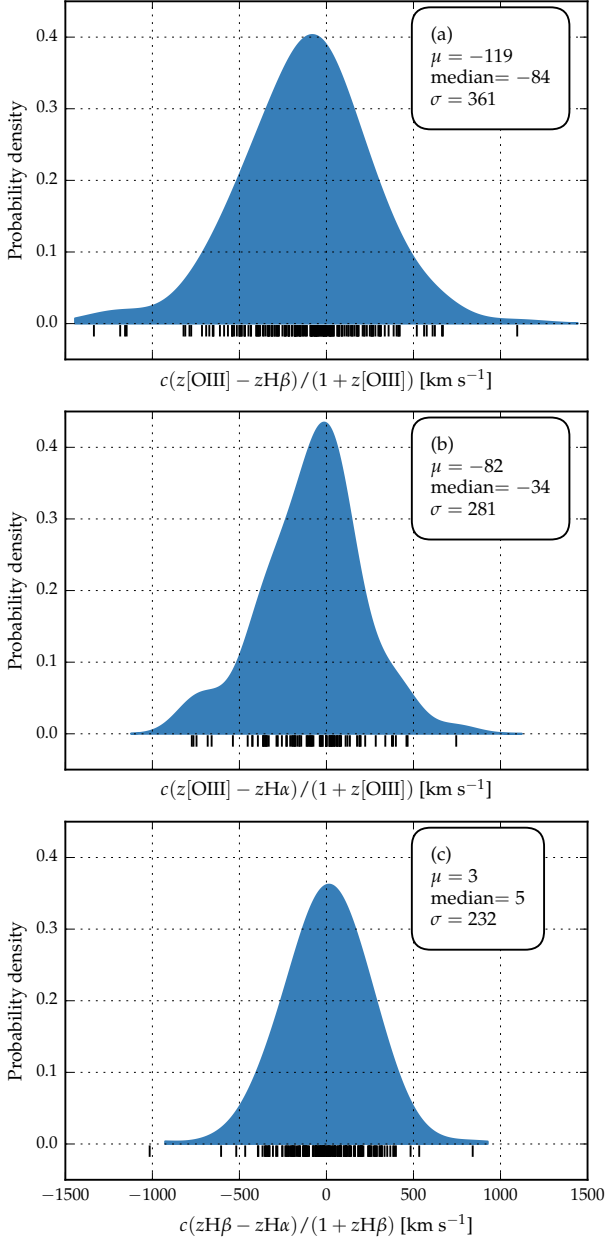 0.4
0.3
0.2
0.1
0.0
Probability density
(a)
μ = −119
median= −84
σ = 361
c(z[OIII] − zHβ)/(1 + z[OIII]) [km s⁻¹]
0.4
0.3
0.2
0.1
0.0
Probability density
(b)
μ = −82
median= −34
σ = 281
c(z[OIII] − zHα)/(1 + z[OIII]) [km s⁻¹]
0.4
0.3
0.2
0.1
0.0
Probability density
(c)
μ = 3
median= 5
σ = 232
−1500 −1000 −500 0 500 1000 1500
c(zHβ − zHα)/(1 + zHβ) [km s⁻¹]